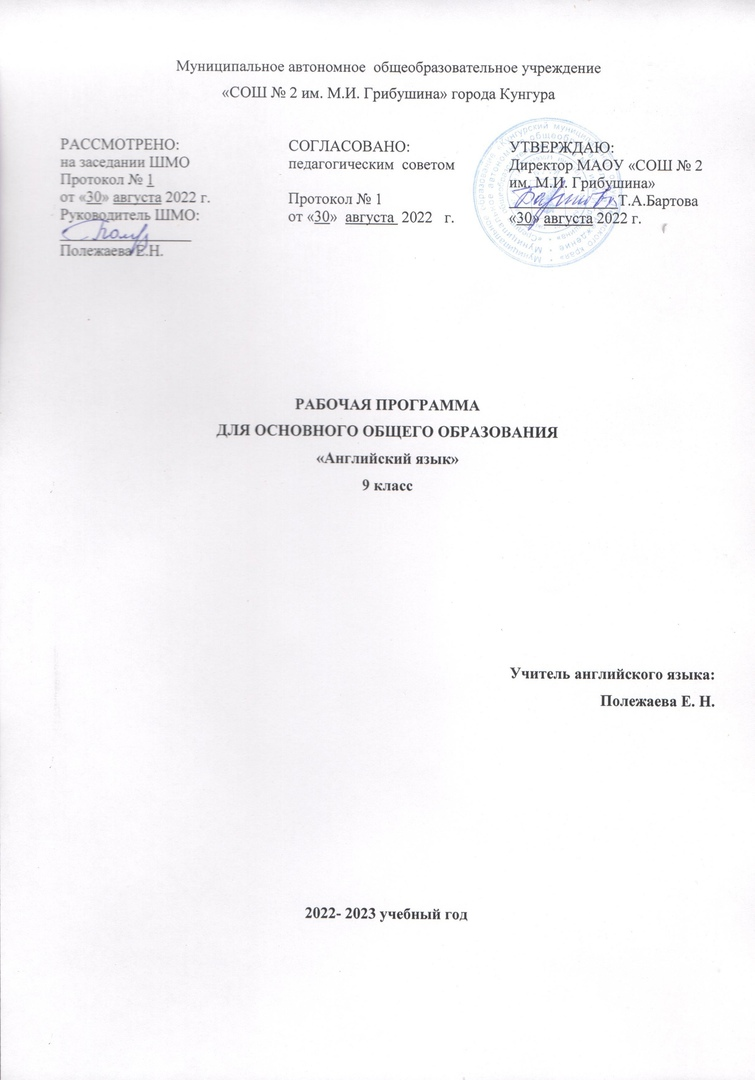 Муниципальное автономное общеобразовательное учреждение
«СОШ № 2 им. М.И. Грибушина» города Кунгура
РАССМОТРЕНО:
на заседании ШМО
Протокол № 1
от «30» августа 2022 г.
Руководитель ШМО:
Полежаева Е.Н.
СОГЛАСОВАНО:
педагогическим советом
Протокол № 1
от «30» августа 2022 г.
УТВЕРЖДАЮ:
Директор МАОУ «СОШ № 2
им. М.И. Грибушина»
Т.А.Бартова
«30» августа 2022 г.
РАБОЧАЯ ПРОГРАММА
ДЛЯ ОСНОВНОГО ОБЩЕГО ОБРАЗОВАНИЯ
«Английский язык»
9 класс
Учитель английского языка:
Полежаева Е. Н.
2022- 2023 учебный год